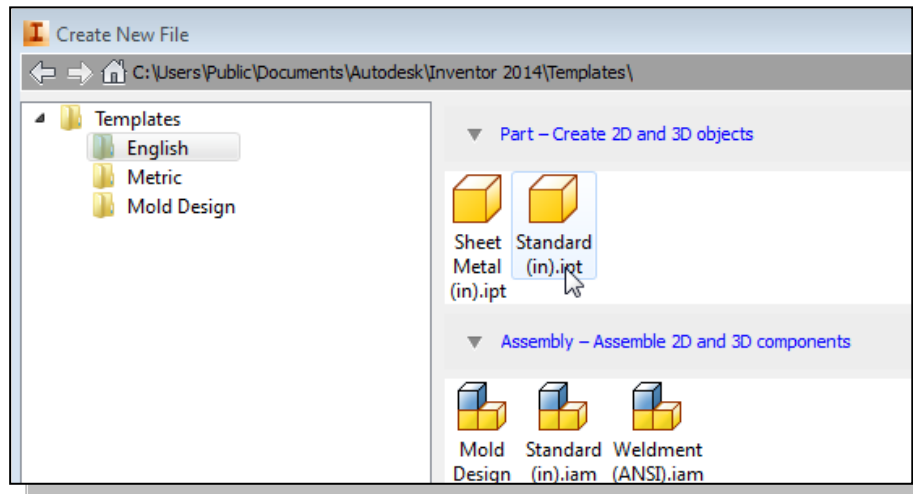 Create New File
C:\Users\Public\Documents\Autodesk\Inventor 2014\Templates\
Templates
English
Metric
Mold Design
Part – Create 2D and 3D objects
Sheet Metal (in).ipt
Standard (in).ipt
Assembly – Assemble 2D and 3D components
Mold Design
Standard (in).iam
Weldment (ANSI).iam